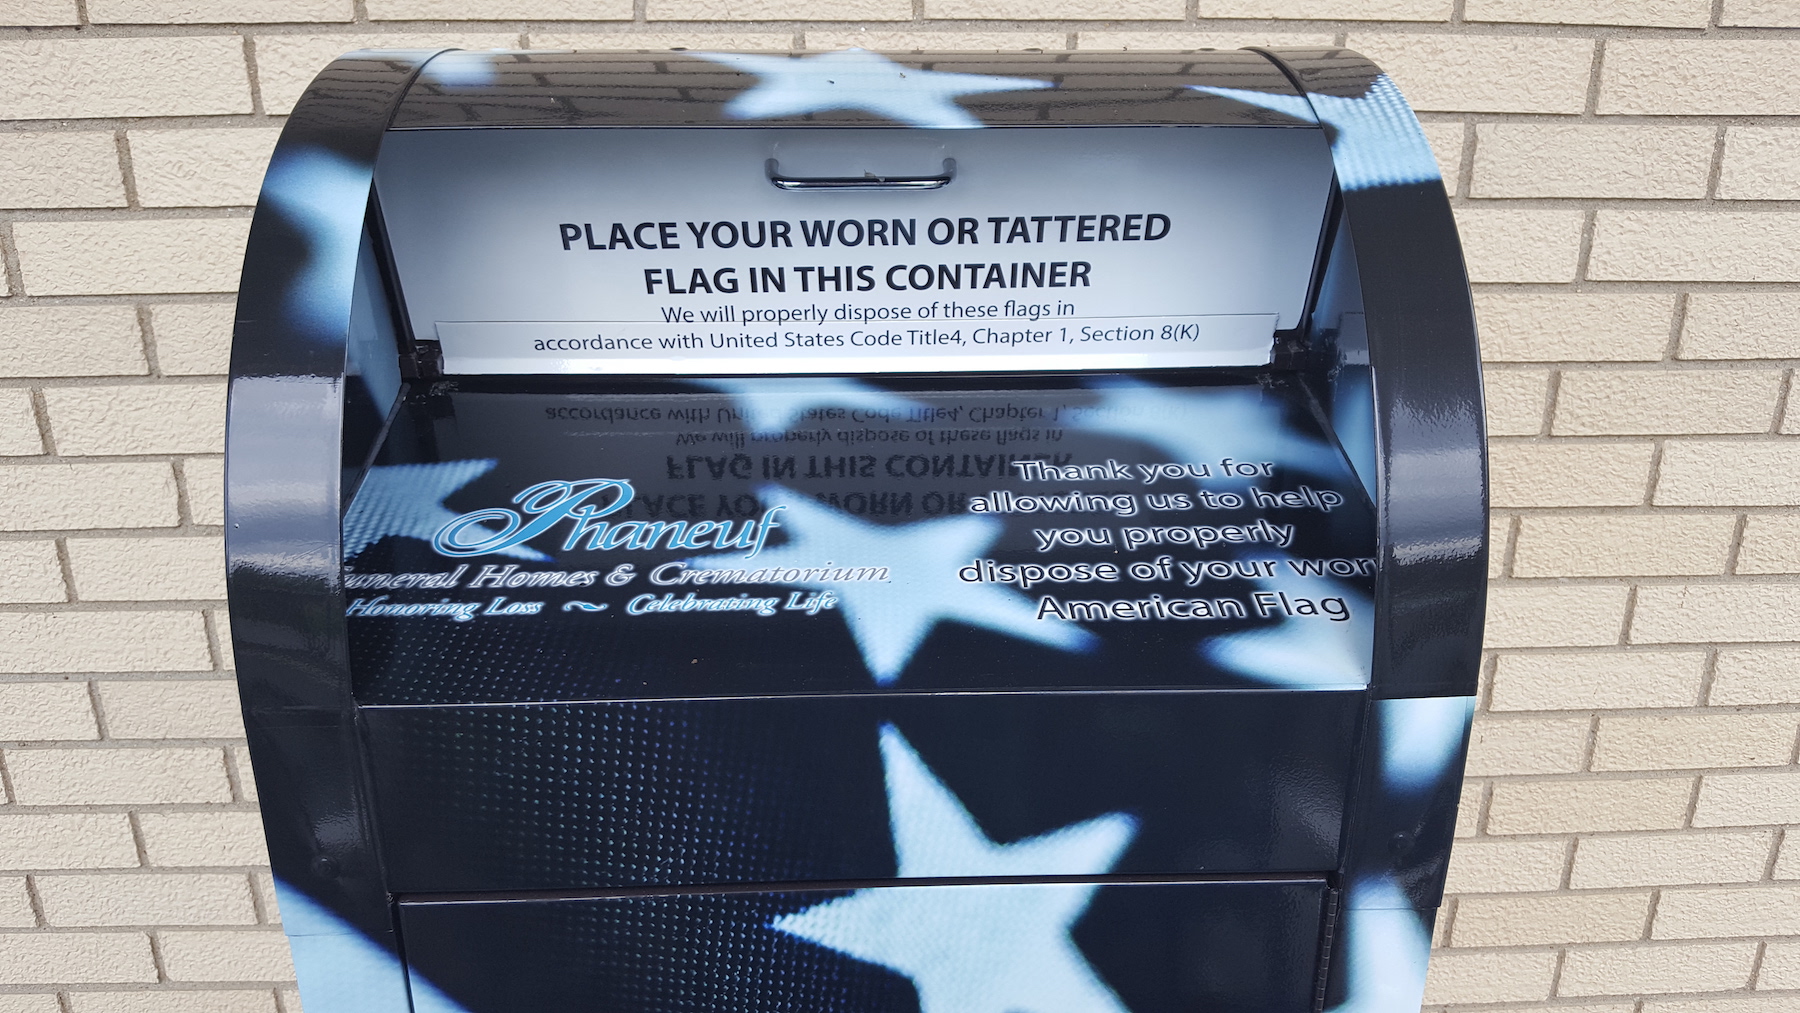 PLACE YOUR WORN OR TATTERED
FLAG IN THIS CONTAINER
We will properly dispose of these flags in
accordance with United States Code Title4, Chapter 1, Section 8(K)
Phaneuf
Funeral Homes & Crematorium
Honoring Loss ~ Celebrating Life
Thank you for
allowing us to help
you properly
dispose of your worn
American Flag